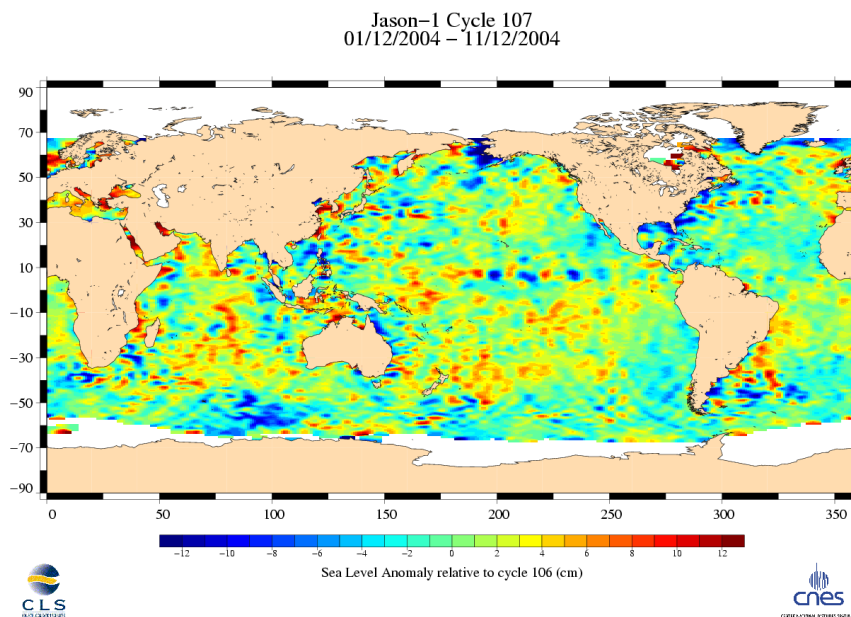 Jason−1 Cycle 107
01/12/2004 − 11/12/2004
90
70
50
30
10
−10
−30
−50
−70
−90
0 50 100 150 200 250 300 350
−12 −10 −8 −6 −4 −2 0 2 4 6 8 10 12
Sea Level Anomaly relative to cycle 106 (cm)
CLS
cnes